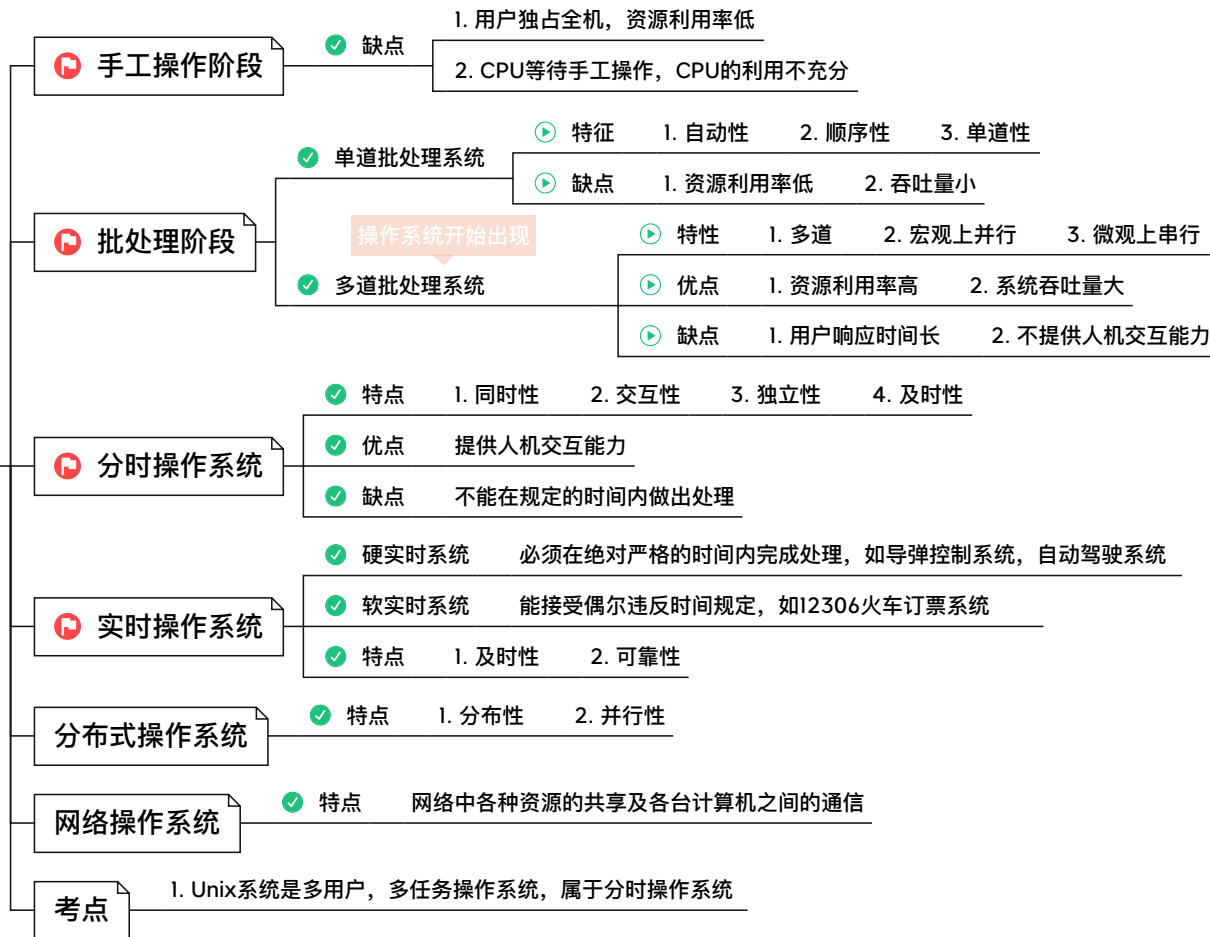 手工操作阶段
缺点
1. 用户独占全机，资源利用率低
2. CPU等待手工操作，CPU的利用不充分
批处理阶段
单道批处理系统
特征 1. 自动性 2. 顺序性 3. 单道性
缺点 1. 资源利用率低 2. 吞吐量小
操作系统开始出现
多道批处理系统
特性 1. 多道 2. 宏观上并行 3. 微观上串行
优点 1. 资源利用率高 2. 系统吞吐量大
缺点 1. 用户响应时间长 2. 不提供人机交互能力
分时操作系统
特点 1. 同时性 2. 交互性 3. 独立性 4. 及时性
优点 提供人机交互能力
缺点 不能在规定的时间内做出处理
实时操作系统
硬实时系统 必须在绝对严格的时间内完成处理，如导弹控制系统，自动驾驶系统
软实时系统 能接受偶尔违反时间规定，如12306火车订票系统
特点 1. 及时性 2. 可靠性
分布式操作系统
特点 1. 分布性 2. 并行性
网络操作系统
特点 网络中各种资源的共享及各台计算机之间的通信
考点
1. Unix系统是多用户，多任务操作系统，属于分时操作系统